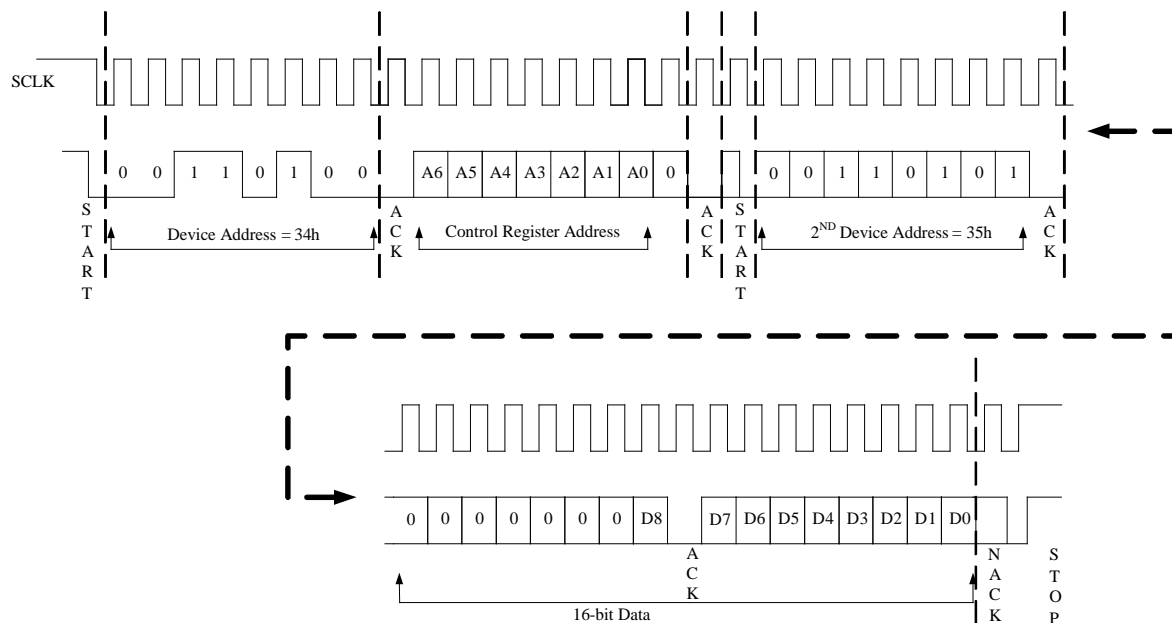 SCLK
0 0 1 1 0 1 0 0 A6 A5 A4 A3 A2 A1 A0 0 0 0 1 1 0 1 0 1
START
Device Address = 34h
ACK
Control Register Address
ACK
START
2ND Device Address = 35h
ACK
0 0 0 0 0 0 0 D8 D7 D6 D5 D4 D3 D2 D1 D0
ACK
16-bit Data
NACK
STOP